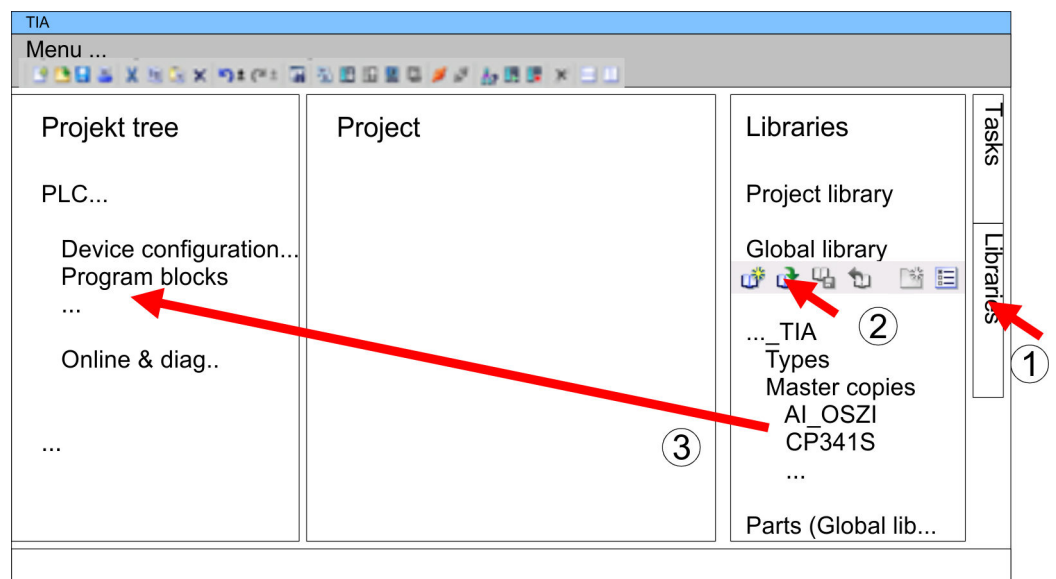 TIA
Menu ...
Projekt tree
PLC...
Device configuration...
Program blocks
...
Online & diag..
...
Project
③
Libraries
Project library
Global library
②
..._TIA
Types
Master copies
AI_OSZI
CP341S
...
Parts (Global lib...
Tasks
Libraries
①